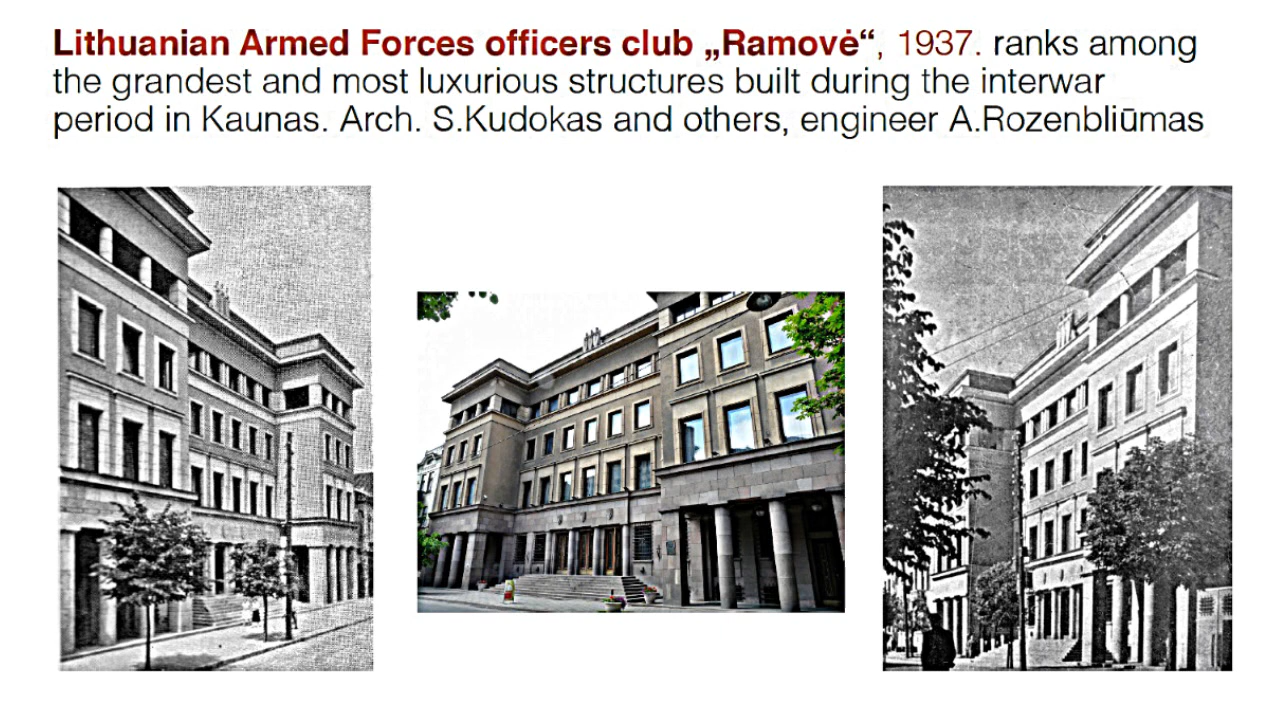 Lithuanian Armed Forces officers club „Ramovė“, 1937. ranks among
the grandest and most luxurious structures built during the interwar
period in Kaunas. Arch. S.Kudokas and others, engineer A.Rozenbliūmas